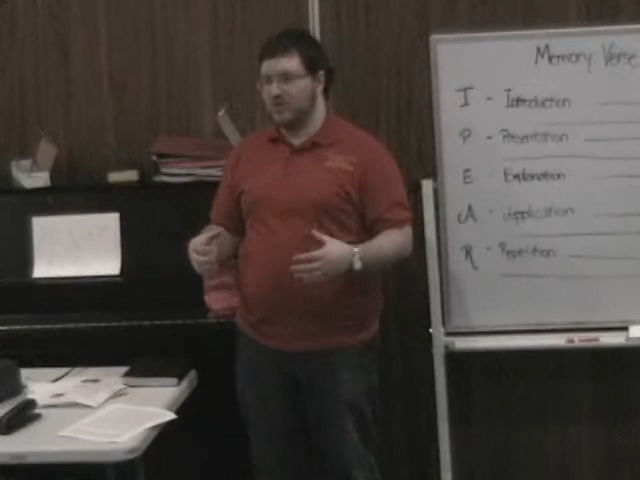 Memory Verse
I - Introduction
P - Presentation
E - Explanation
A - Application
R - Repetition